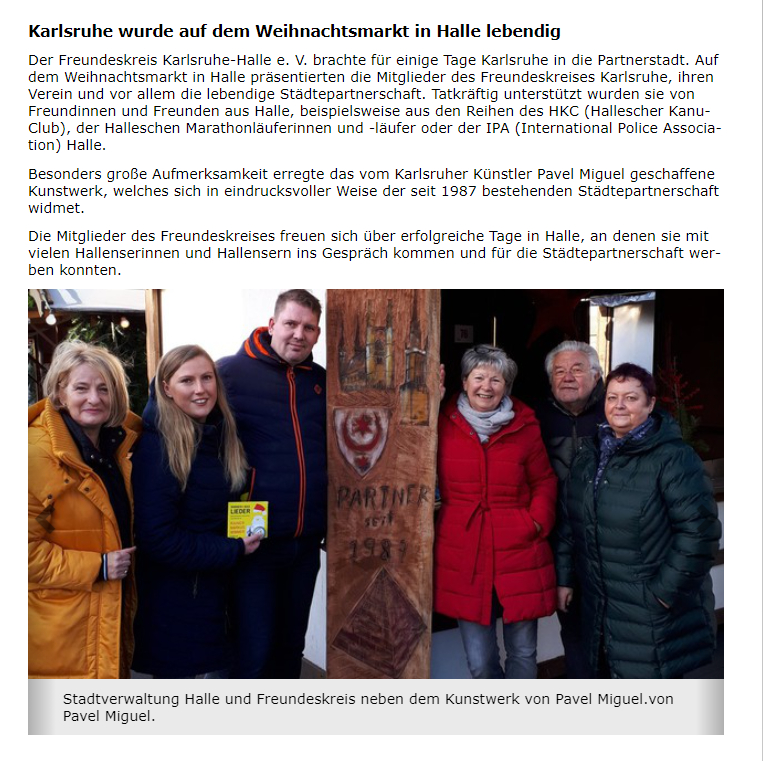 Karlsruhe wurde auf dem Weihnachtsmarkt in Halle lebendig
Der Freundeskreis Karlsruhe-Halle e. V. brachte für einige Tage Karlsruhe in die Partnerstadt. Auf
dem Weihnachtsmarkt in Halle präsentierten die Mitglieder des Freundeskreises Karlsruhe, ihren
Verein und vor allem die lebendige Städtepartnerschaft. Tatkräftig unterstützt wurden sie von
Freundinnen und Freunden aus Halle, beispielsweise aus den Reihen des HKC (Hallescher Kanu-
Club), der Halleschen Marathonläuferinnen und -läufer oder der IPA (International Police Associa-
tion) Halle.
Besonders große Aufmerksamkeit erregte das vom Karlsruher Künstler Pavel Miguel geschaffene
Kunstwerk, welches sich in eindrucksvoller Weise der seit 1987 bestehenden Städtepartnerschaft
widmet.
Die Mitglieder des Freundeskreises freuen sich über erfolgreiche Tage in Halle, an denen sie mit
vielen Hallenserinnen und Hallensern ins Gespräch kommen und für die Städtepartnerschaft wer-
ben konnten.
LIEDER
PARTNER
seit
1987
Stadtverwaltung Halle und Freundeskreis neben dem Kunstwerk von Pavel Miguel.von
Pavel Miguel.